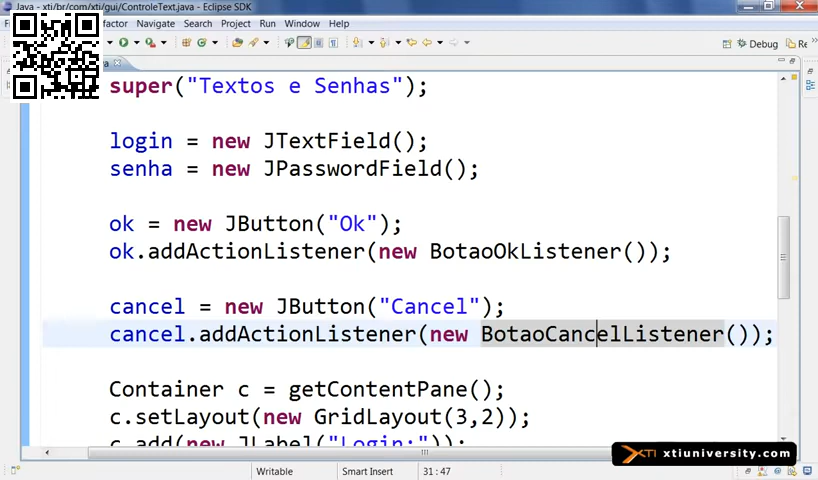 Java - xti/br/com/xti/gui/ControleText.java - Eclipse SDK
Navigate Search Project Run Window Help
Debug
super("Textos e Senhas");
login = new JTextField();
senha = new JPasswordField();
ok = new JButton("Ok");
ok.addActionListener(new BotaoOkListener());
cancel = new JButton("Cancel");
cancel.addActionListener(new BotaoCancelListener());
Container c = getContentPane();
c.setLayout(new GridLayout(3,2));
c.add(new JLabel("Login:"));
XTI xtiuniversity.com
Writable Smart Insert 31 : 47